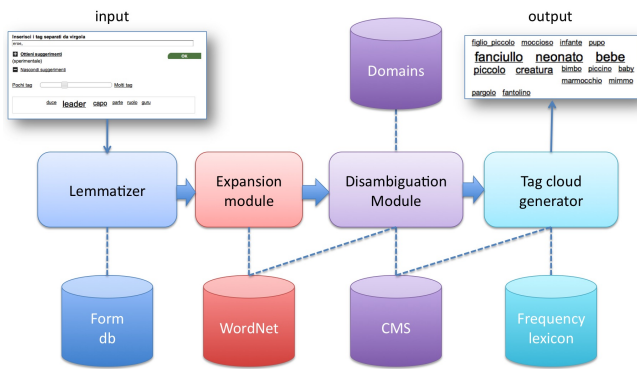 input
output
Inserisci i tag separati da virgola
Ottieni suggerimenti
(sperimentale)
OK
Nascondi suggerimenti
Pochi tag
Molti tag
duce leader capo parte ruolo guru
figlio_piccolo moccioso infante pupo
fanciullo neonato bebe
piccolo creatura bimbo piccino baby
marmocchio mimmo
pargolo fantolino
Domains
Lemmatizer
Expansion
module
Disambiguation
Module
Tag cloud
generator
Form
db
WordNet
CMS
Frequency
lexicon